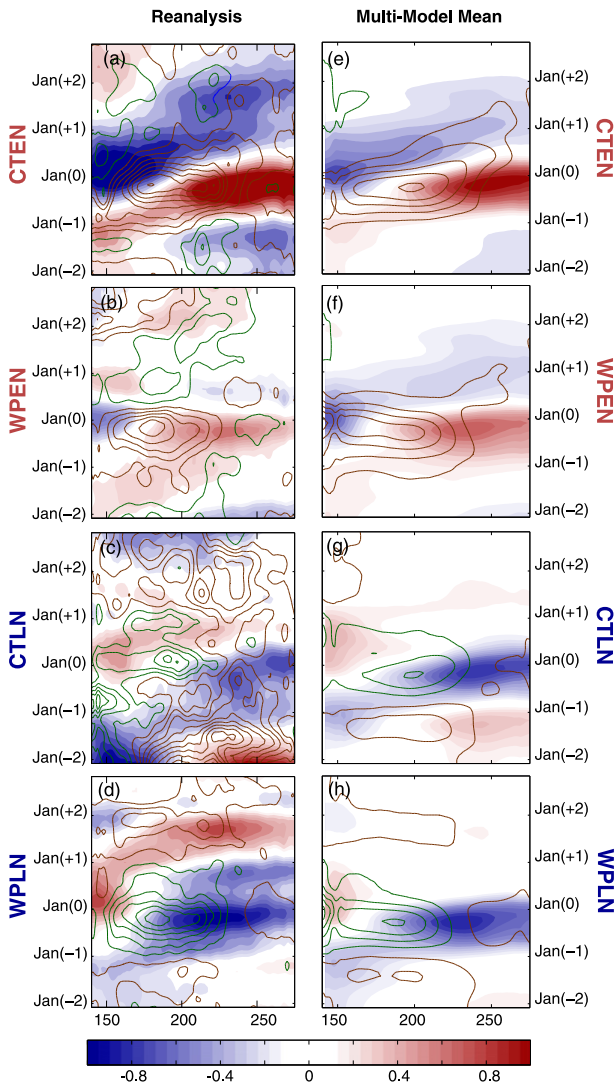 Reanalysis Multi-Model Mean
(a) (e)
Jan(+2) Jan(+2)
Jan(+1) Jan(+1)
CTEN CTEN
Jan(0) Jan(0)
Jan(−1) Jan(−1)
Jan(−2) Jan(−2)
(b) (f)
Jan(+2) Jan(+2)
Jan(+1) Jan(+1)
WPEN WPEN
Jan(0) Jan(0)
Jan(−1) Jan(−1)
Jan(−2) Jan(−2)
(c) (g)
Jan(+2) Jan(+2)
Jan(+1) Jan(+1)
CTLN CTLN
Jan(0) Jan(0)
Jan(−1) Jan(−1)
Jan(−2) Jan(−2)
(d) (h)
Jan(+2) Jan(+2)
Jan(+1) Jan(+1)
WPLN WPLN
Jan(0) Jan(0)
Jan(−1) Jan(−1)
Jan(−2) Jan(−2)
150 200 250 150 200 250
-0.8 -0.4 0 0.4 0.8